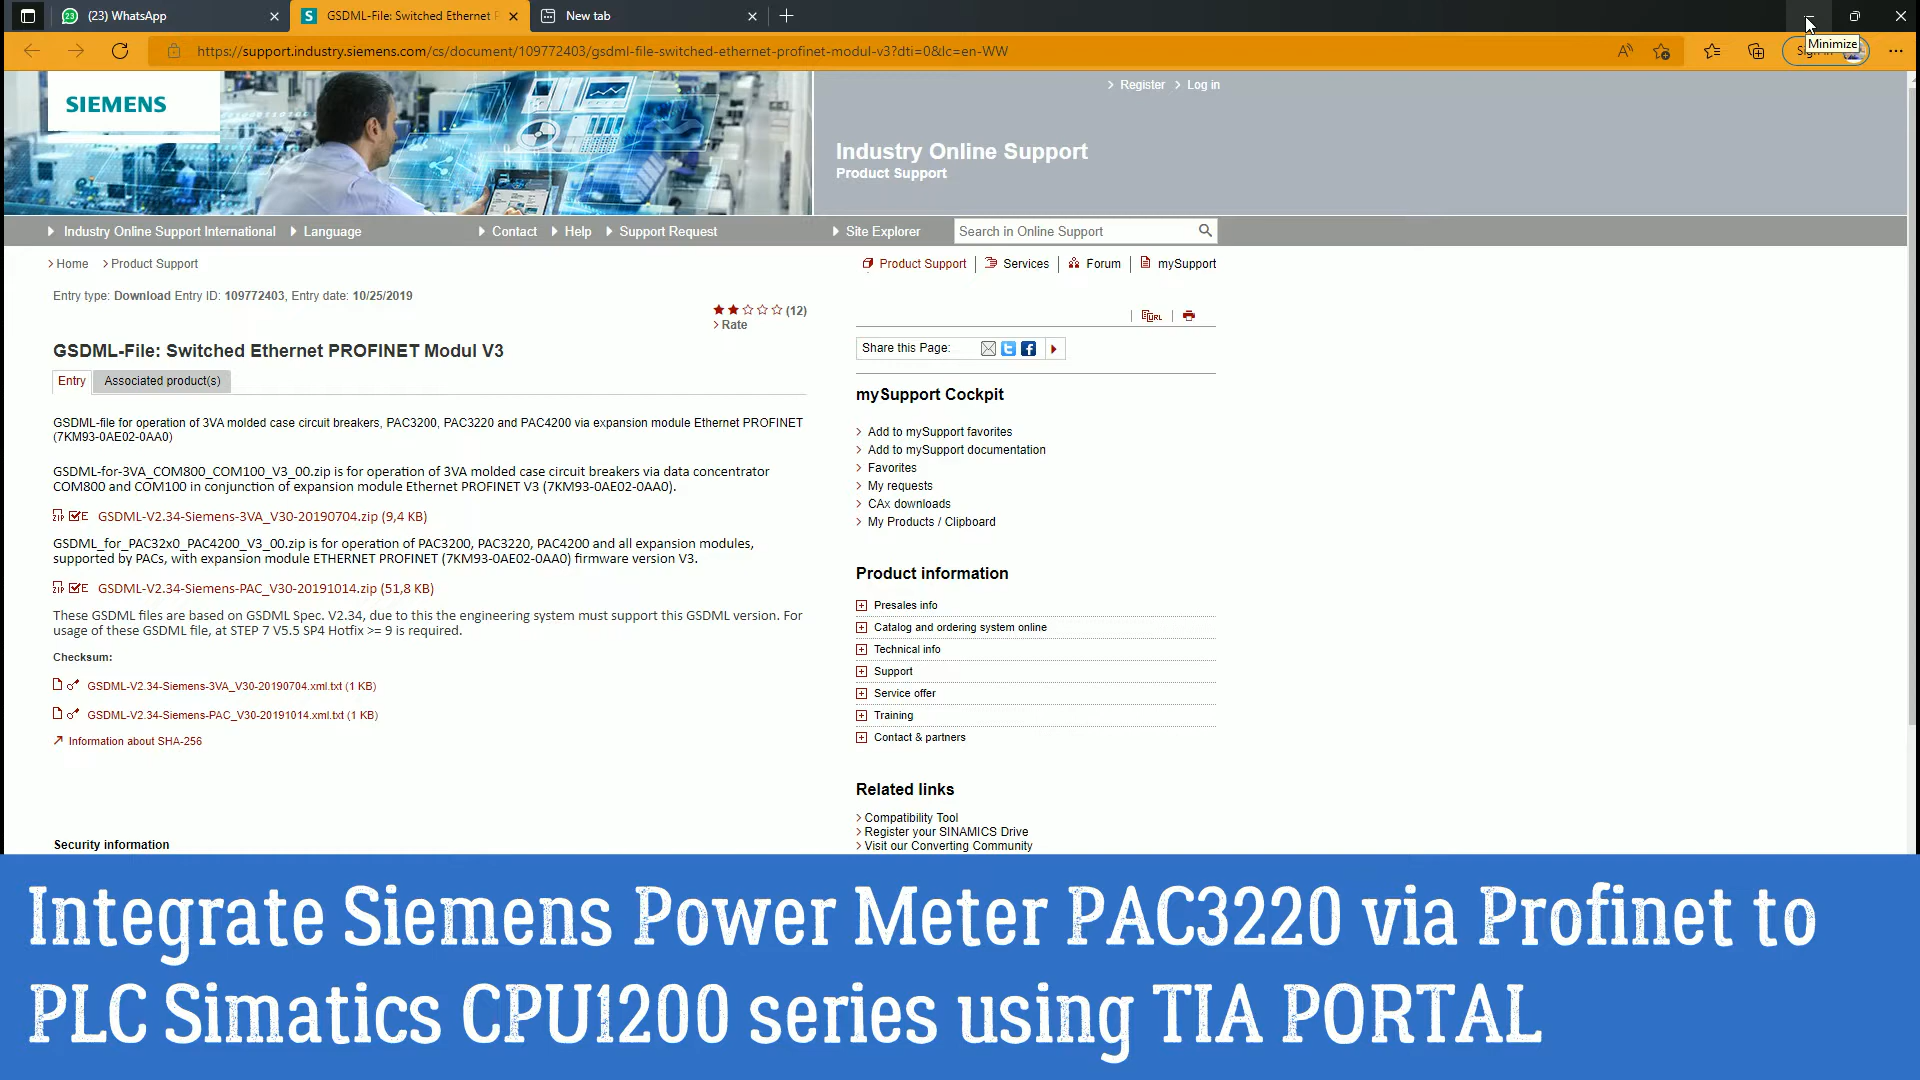 (23) WhatsApp
GSDML-File: Switched Ethernet P
New tab
https://support.industry.siemens.com/cs/document/109772403/gsdml-file-switched-ethernet-profinet-modul-v3?dti=0&lc=en-WW
Minimize
SIEMENS
Register Log in
Industry Online Support
Product Support
Industry Online Support International Language Contact Help Support Request Site Explorer Search in Online Support
Home Product Support
Product Support Services Forum mySupport
Entry type: Download Entry ID: 109772403, Entry date: 10/25/2019
(12)
Rate
URL
GSDML-File: Switched Ethernet PROFINET Modul V3
Share this Page:
Entry Associated product(s)
GSDML-file for operation of 3VA molded case circuit breakers, PAC3200, PAC3220 and PAC4200 via expansion module Ethernet PROFINET
(7KM93-0AE02-0AA0)
GSDML-for-3VA_COM800_COM100_V3_00.zip is for operation of 3VA molded case circuit breakers via data concentrator
COM800 and COM100 in conjunction of expansion module Ethernet PROFINET V3 (7KM93-0AE02-0AA0).
ZIP E GSDML-V2.34-Siemens-3VA_V30-20190704.zip (9,4 KB)
GSDML_for_PAC32x0_PAC4200_V3_00.zip is for operation of PAC3200, PAC3220, PAC4200 and all expansion modules,
supported by PACs, with expansion module ETHERNET PROFINET (7KM93-0AE02-0AA0) firmware version V3.
ZIP E GSDML-V2.34-Siemens-PAC_V30-20191014.zip (51,8 KB)
These GSDML files are based on GSDML Spec. V2.34, due to this the engineering system must support this GSDML version. For
usage of these GSDML file, at STEP 7 V5.5 SP4 Hotfix >= 9 is required.
Checksum:
GSDML-V2.34-Siemens-3VA_V30-20190704.xml.txt (1 KB)
GSDML-V2.34-Siemens-PAC_V30-20191014.xml.txt (1 KB)
Information about SHA-256
Security information
mySupport Cockpit
Add to mySupport favorites
Add to mySupport documentation
Favorites
My requests
CAx downloads
My Products / Clipboard
Product information
Presales info
Catalog and ordering system online
Technical info
Support
Service offer
Training
Contact & partners
Related links
Compatibility Tool
Register your SINAMICS Drive
Visit our Converting Community
Integrate Siemens Power Meter PAC3220 via Profinet to
PLC Simatics CPU1200 series using TIA PORTAL